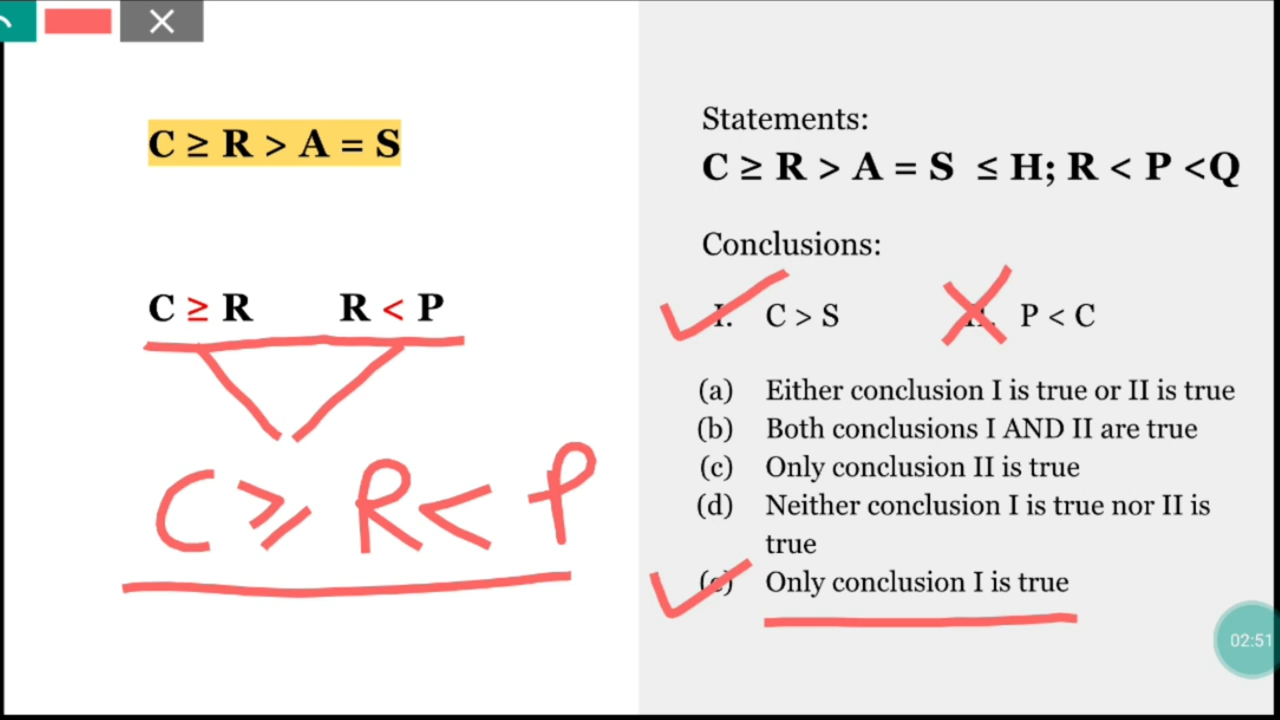 C ≥ R > A = S
C ≥ R R < P
C ≥ R < P
Statements:
C ≥ R > A = S ≤ H; R < P <Q
Conclusions:
I. C > S II. P < C
(a) Either conclusion I is true or II is true
(b) Both conclusions I AND II are true
(c) Only conclusion II is true
(d) Neither conclusion I is true nor II is
true
(e) Only conclusion I is true
02:51